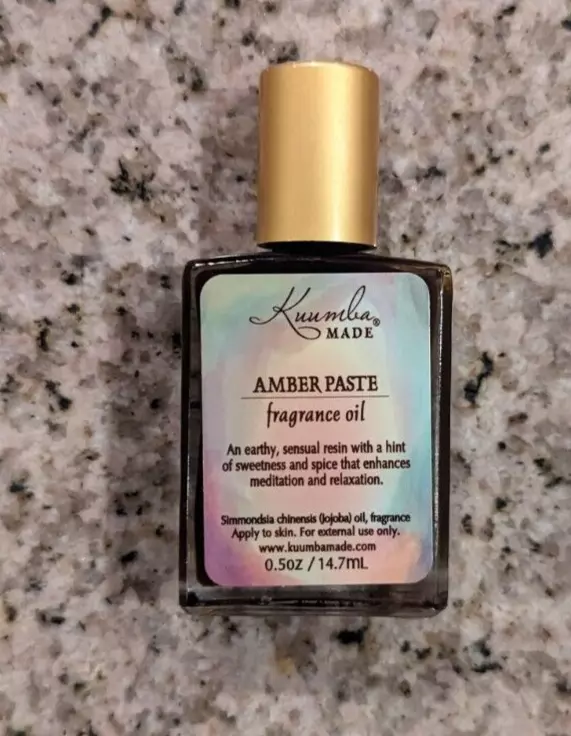 Kuumba®
MADE
AMBER PASTE
fragrance oil
An earthy, sensual resin with a hint
of sweetness and spice that enhances
meditation and relaxation.
Simmondsia chinensis (Jojoba) oil, fragrance
Apply to skin. For external use only.
www.kuumbamade.com
0.5oz / 14.7mL